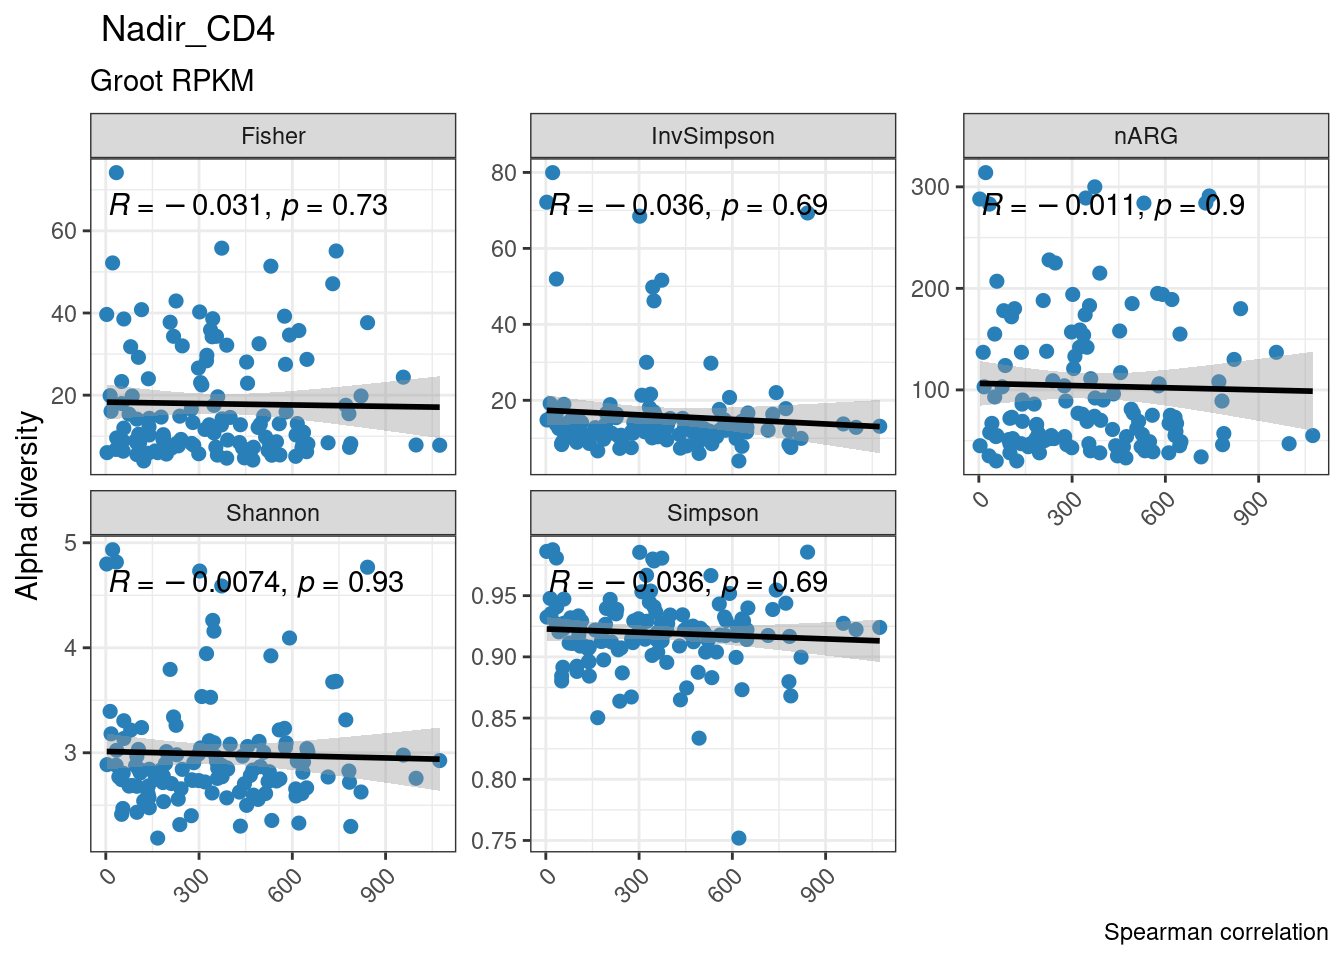 Nadir_CD4
Groot RPKM
Fisher
InvSimpson
nARG
R = −0.031, p = 0.73
R = −0.036, p = 0.69
R = −0.011, p = 0.9
60
40
20
80
60
40
20
300
200
100
0
300
600
900
Shannon
Simpson
R = −0.0074, p = 0.93
R = −0.036, p = 0.69
5
4
3
0.95
0.90
0.85
0.80
0.75
0
300
600
900
0
300
600
900
Alpha diversity
Spearman correlation